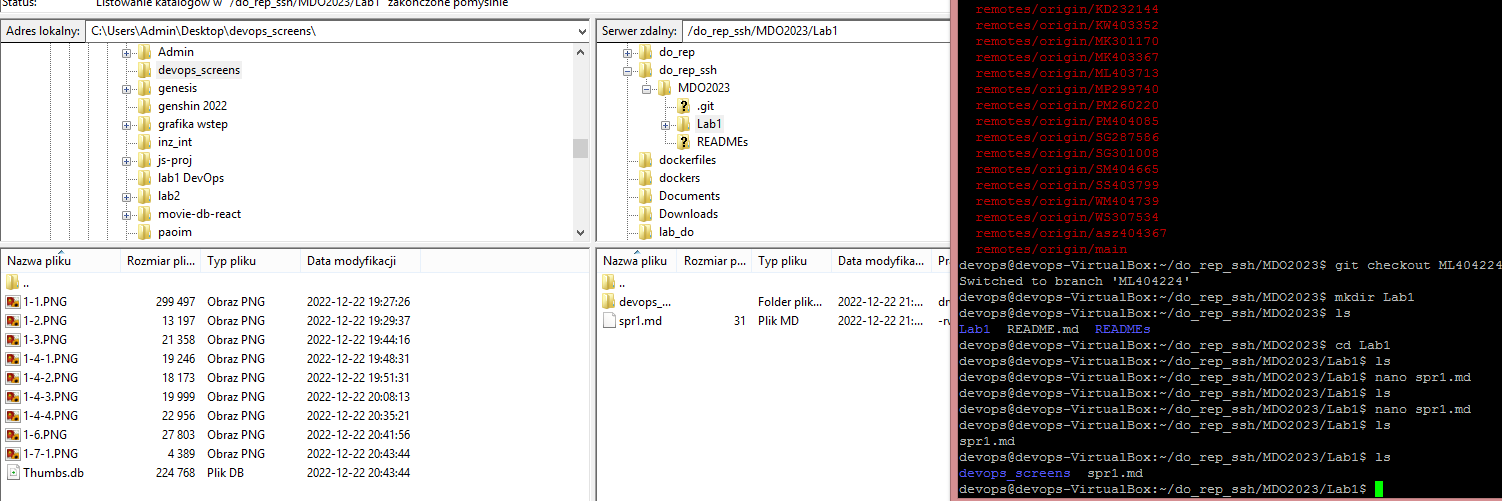 Status: Listowanie katalogów w "/do_rep_ssh/MDO2023/Lab1" zakończone pomyślnie
Adres lokalny: C:\Users\Admin\Desktop\devops_screens\
Admin
devops_screens
genesis
genshin 2022
grafika wstep
inz_int
js-proj
lab1 DevOps
lab2
movie-db-react
paoim
Nazwa pliku Rozmiar pli... Typ pliku Data modyfikacji
..
1-1.PNG 299 497 Obraz PNG 2022-12-22 19:27:26
1-2.PNG 13 197 Obraz PNG 2022-12-22 19:29:37
1-3.PNG 21 358 Obraz PNG 2022-12-22 19:44:16
1-4-1.PNG 19 246 Obraz PNG 2022-12-22 19:48:31
1-4-2.PNG 18 173 Obraz PNG 2022-12-22 19:51:31
1-4-3.PNG 19 999 Obraz PNG 2022-12-22 20:08:13
1-4-4.PNG 22 956 Obraz PNG 2022-12-22 20:35:21
1-6.PNG 27 803 Obraz PNG 2022-12-22 20:41:56
1-7-1.PNG 4 389 Obraz PNG 2022-12-22 20:43:44
Thumbs.db 224 768 Plik DB 2022-12-22 20:43:44
Serwer zdalny: /do_rep_ssh/MDO2023/Lab1
do_rep
do_rep_ssh
MDO2023
.git
Lab1
READMEs
dockerfiles
dockers
Documents
Downloads
lab_do
Nazwa pliku Rozmiar p... Typ pliku Data modyfika... Pra
..
devops_... Folder plik... 2022-12-22 21:... dr
spr1.md 31 Plik MD 2022-12-22 21:... -rw
remotes/origin/KD232144
remotes/origin/KW403352
remotes/origin/MK301170
remotes/origin/MK403367
remotes/origin/ML403713
remotes/origin/MP299740
remotes/origin/PM260220
remotes/origin/PM404085
remotes/origin/SG287586
remotes/origin/SG301008
remotes/origin/SM404665
remotes/origin/SS403799
remotes/origin/WM404739
remotes/origin/WS307534
remotes/origin/asz404367
remotes/origin/main
devops@devops-VirtualBox:~/do_rep_ssh/MDO2023$ git checkout ML404224
Switched to branch 'ML404224'
devops@devops-VirtualBox:~/do_rep_ssh/MDO2023$ mkdir Lab1
devops@devops-VirtualBox:~/do_rep_ssh/MDO2023$ ls
Lab1 README.md READMEs
devops@devops-VirtualBox:~/do_rep_ssh/MDO2023$ cd Lab1
devops@devops-VirtualBox:~/do_rep_ssh/MDO2023/Lab1$ ls
devops@devops-VirtualBox:~/do_rep_ssh/MDO2023/Lab1$ nano spr1.md
devops@devops-VirtualBox:~/do_rep_ssh/MDO2023/Lab1$ ls
devops@devops-VirtualBox:~/do_rep_ssh/MDO2023/Lab1$ nano spr1.md
devops@devops-VirtualBox:~/do_rep_ssh/MDO2023/Lab1$ ls
spr1.md
devops@devops-VirtualBox:~/do_rep_ssh/MDO2023/Lab1$ ls
devops_screens spr1.md
devops@devops-VirtualBox:~/do_rep_ssh/MDO2023/Lab1$